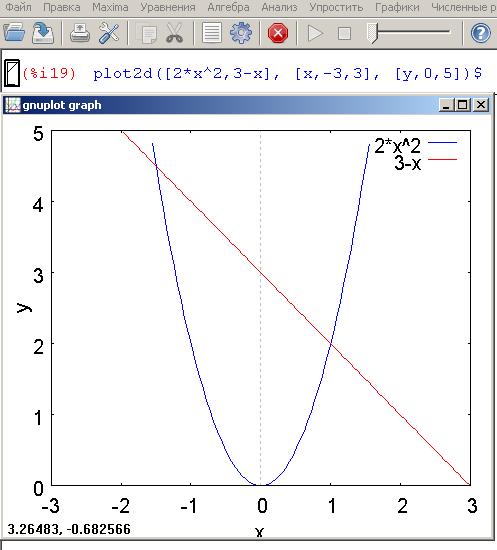 Файл Правка Maxima Уравнения Алгебра Анализ Упростить Графики Численные р
(%i19) plot2d([2*x^2,3-x], [x,-3,3], [y,0,5])$
gnuplot graph
2*x^2
3-x
5
4
3
2
1
0
y
-3 -2 -1 0 1 2 3
x
3.26483, -0.682566